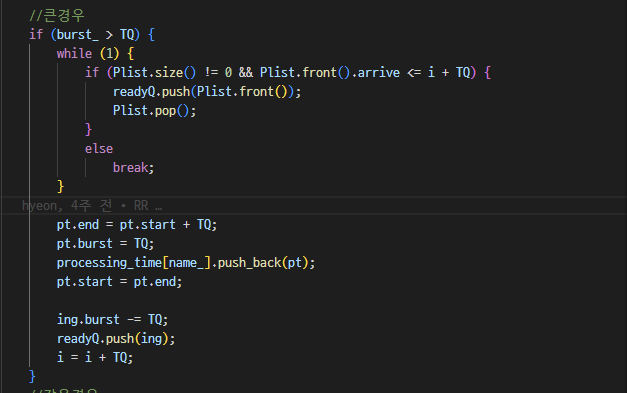 //큰경우
if (burst_ > TQ) {
while (1) {
if (Plist.size() != 0 && Plist.front().arrive <= i + TQ) {
readyQ.push(Plist.front());
Plist.pop();
}
else
break;
}
hyeon, 4주 전 • RR …
pt.end = pt.start + TQ;
pt.burst = TQ;
processing_time[name_].push_back(pt);
pt.start = pt.end;
ing.burst -= TQ;
readyQ.push(ing);
i = i + TQ;
}